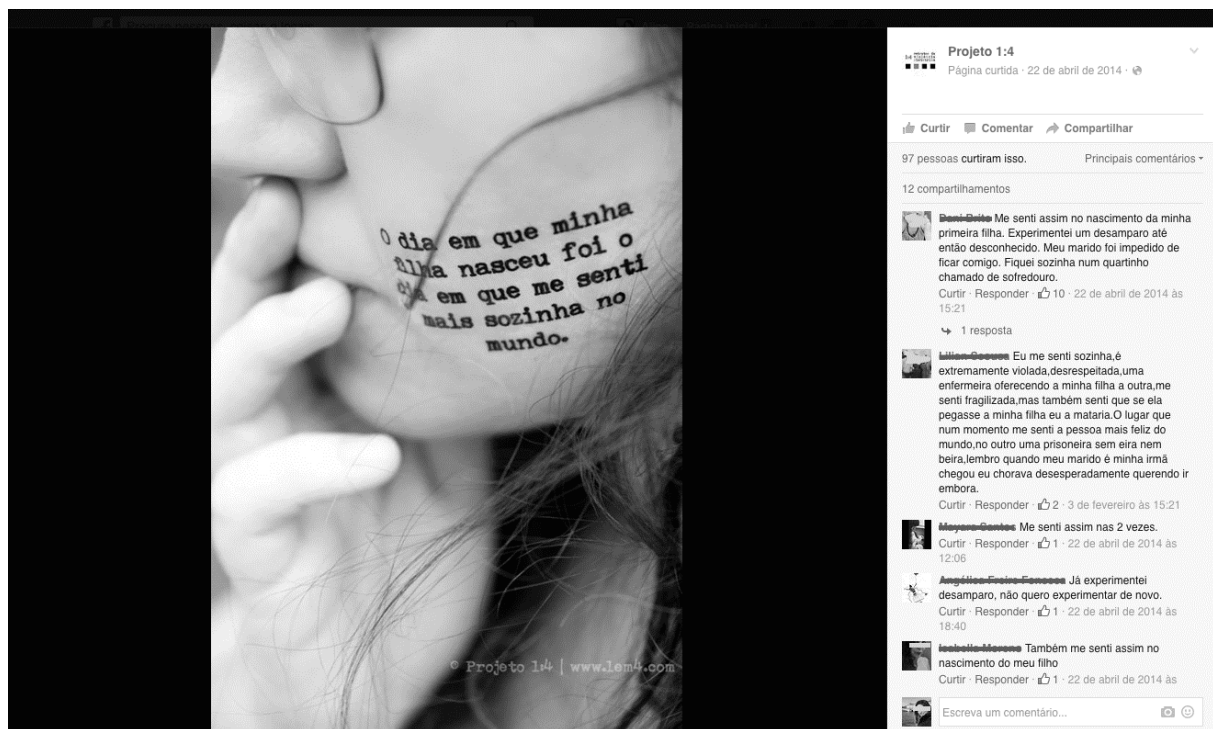 Projeto 1:4
Página curtida · 22 de abril de 2014 ·
Curtir Comentar Compartilhar
97 pessoas curtiram isso. Principais comentários
12 compartilhamentos
O dia em que minha
filha nasceu foi o
dia em que me senti
mais sozinha no
mundo.
© Projeto 1:4 | www.1em4.com
Me senti assim no nascimento da minha
primeira filha. Experimentei um desamparo até
então desconhecido. Meu marido foi impedido de
ficar comigo. Fiquei sozinha num quartinho
chamado de sofredouro.
Curtir · Responder · 10 · 22 de abril de 2014 às
15:21
1 resposta
Eu me senti sozinha,é
extremamente violada,desrespeitada,uma
enfermeira oferecendo a minha filha a outra,me
senti fragilizada,mas também senti que se ela
pegasse a minha filha eu a mataria.O lugar que
num momento me senti a pessoa mais feliz do
mundo,no outro uma prisoneira sem eira nem
beira,lembro quando meu marido é minha irmã
chegou eu chorava desesperadamente querendo ir
embora.
Curtir · Responder · 2 · 3 de fevereiro às 15:21
Me senti assim nas 2 vezes.
Curtir · Responder · 1 · 22 de abril de 2014 às
12:06
Já experimentei
desamparo, não quero experimentar de novo.
Curtir · Responder · 1 · 22 de abril de 2014 às
18:40
Também me senti assim no
nascimento do meu filho
Curtir · Responder · 1 · 22 de abril de 2014 às
Escreva um comentário...